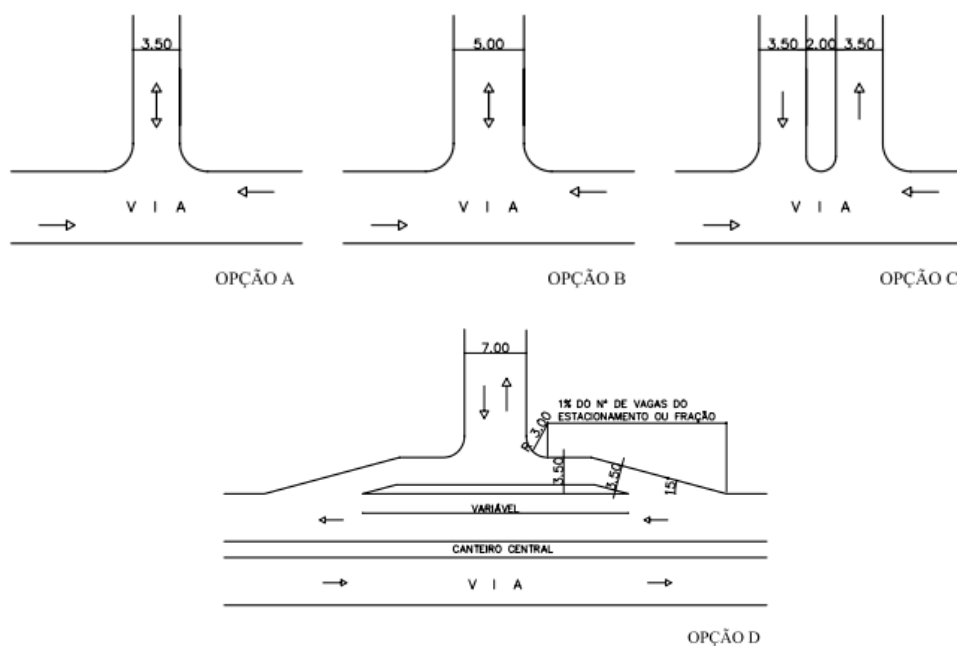 3.50
5.00
3.50 2.00 3.50
V I A
V I A
V I A
OPÇÃO A
OPÇÃO B
OPÇÃO C
7.00
1% DO Nº DE VAGAS DO
ESTACIONAMENTO OU FRAÇÃO
R. 3.00
3.50
3.50
15
VARIÁVEL
CANTEIRO CENTRAL
V I A
OPÇÃO D